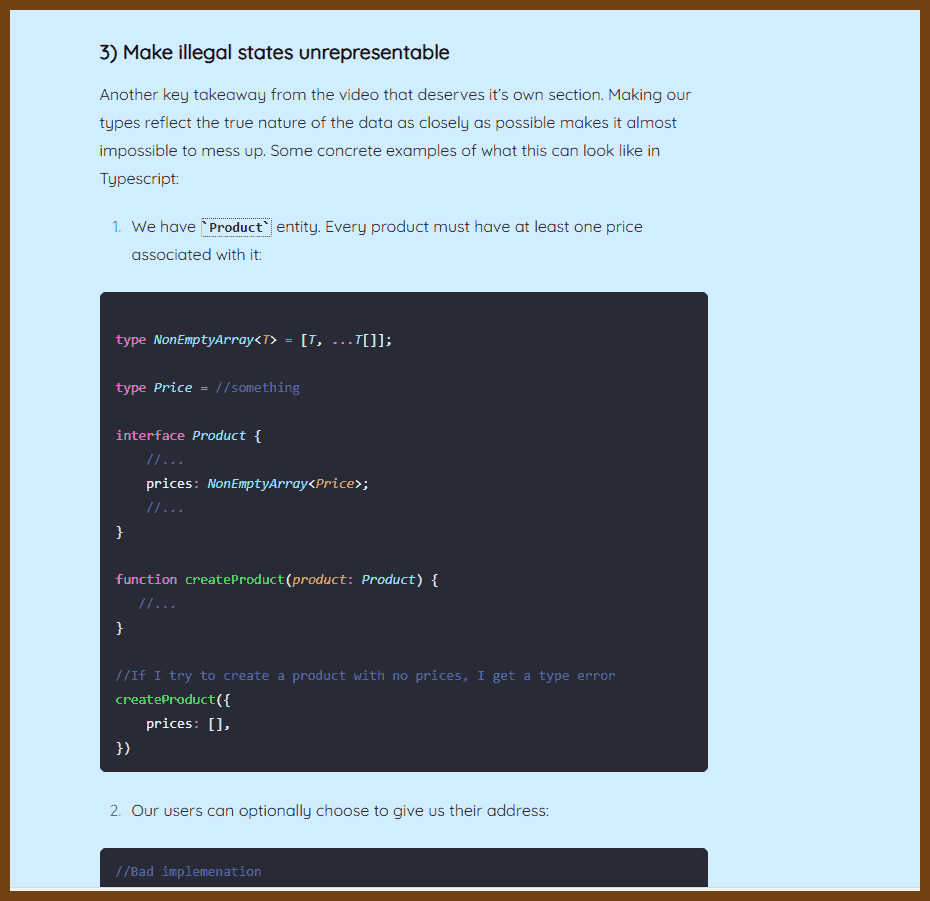 3) Make illegal states unrepresentable
Another key takeaway from the video that deserves it's own section. Making our
types reflect the true nature of the data as closely as possible makes it almost
impossible to mess up. Some concrete examples of what this can look like in
Typescript:
1. We have `Product` entity. Every product must have at least one price
associated with it:
type NonEmptyArray<T> = [T, ...T[]];
type Price = //something
interface Product {
    //...
    prices: NonEmptyArray<Price>;
    //...
}
function createProduct(product: Product) {
   //...
}
//If I try to create a product with no prices, I get a type error
createProduct({
    prices: [],
})
2. Our users can optionally choose to give us their address:
//Bad implemenation